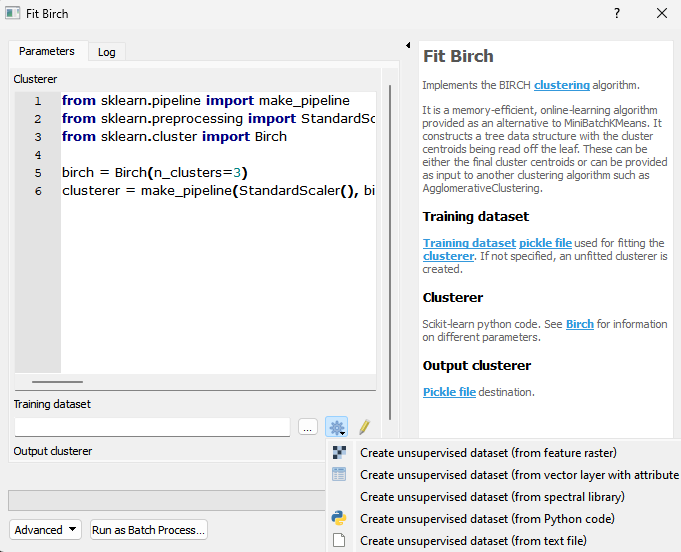 Fit Birch
?
Parameters
Log
Clusterer
1 from sklearn.pipeline import make_pipeline
2 from sklearn.preprocessing import StandardSc
3 from sklearn.cluster import Birch
4
5 birch = Birch(n_clusters=3)
6 clusterer = make_pipeline(StandardScaler(), bi
Training dataset
...
Output clusterer
Advanced
Run as Batch Process...
Fit Birch
Implements the BIRCH clustering algorithm.
It is a memory-efficient, online-learning algorithm
provided as an alternative to MiniBatchKMeans. It
constructs a tree data structure with the cluster
centroids being read off the leaf. These can be
either the final cluster centroids or can be provided
as input to another clustering algorithm such as
AgglomerativeClustering.
Training dataset
Training dataset pickle file used for fitting the
clusterer. If not specified, an unfitted clusterer is
created.
Clusterer
Scikit-learn python code. See Birch for information
on different parameters.
Output clusterer
Pickle file destination.
Create unsupervised dataset (from feature raster)
Create unsupervised dataset (from vector layer with attribute
Create unsupervised dataset (from spectral library)
Create unsupervised dataset (from Python code)
Create unsupervised dataset (from text file)